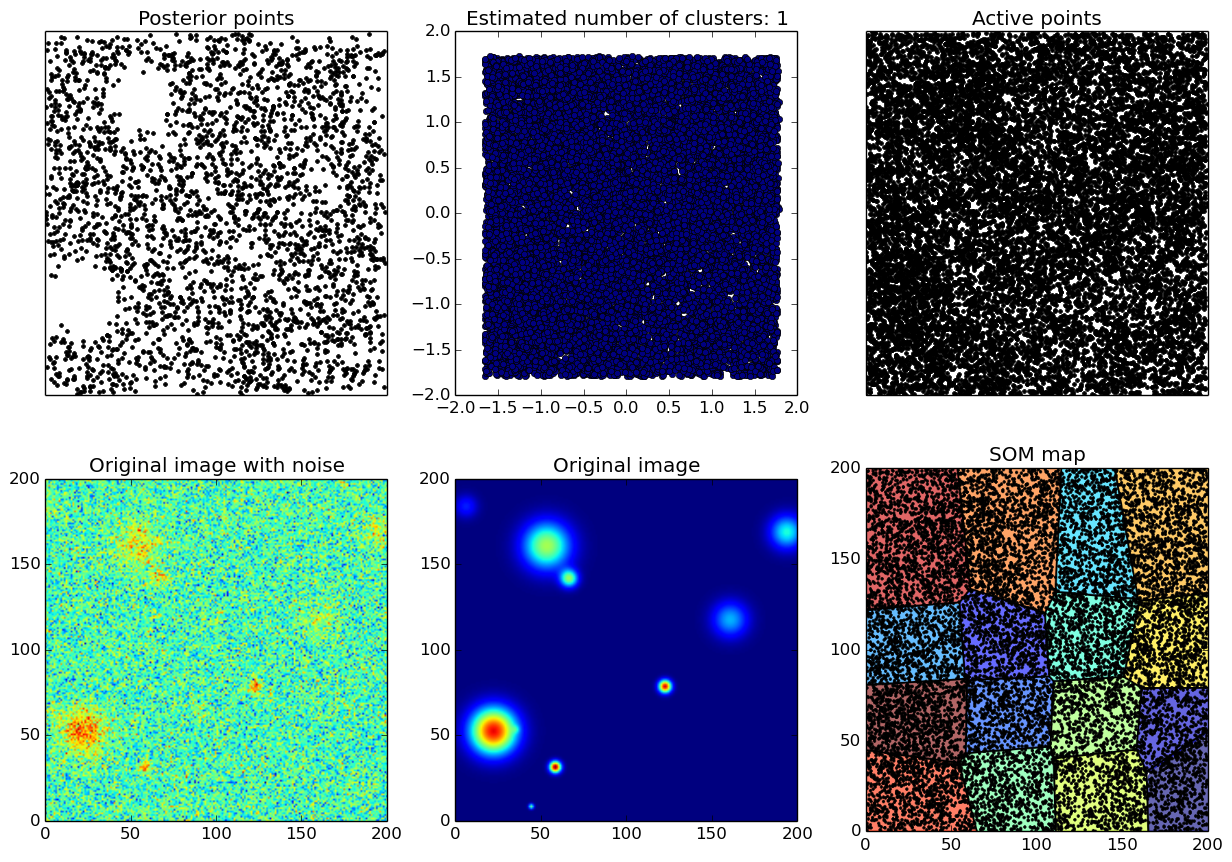 Posterior points
Estimated number of clusters: 1
Active points
2.0
1.5
1.0
0.5
0.0
−0.5
−1.0
−1.5
−2.0
−2.0 −1.5 −1.0 −0.5 0.0 0.5 1.0 1.5 2.0
Original image with noise
Original image
SOM map
200
150
100
50
0
0 50 100 150 200
200
150
100
50
0
0 50 100 150 200
200
150
100
50
0
0 50 100 150 200